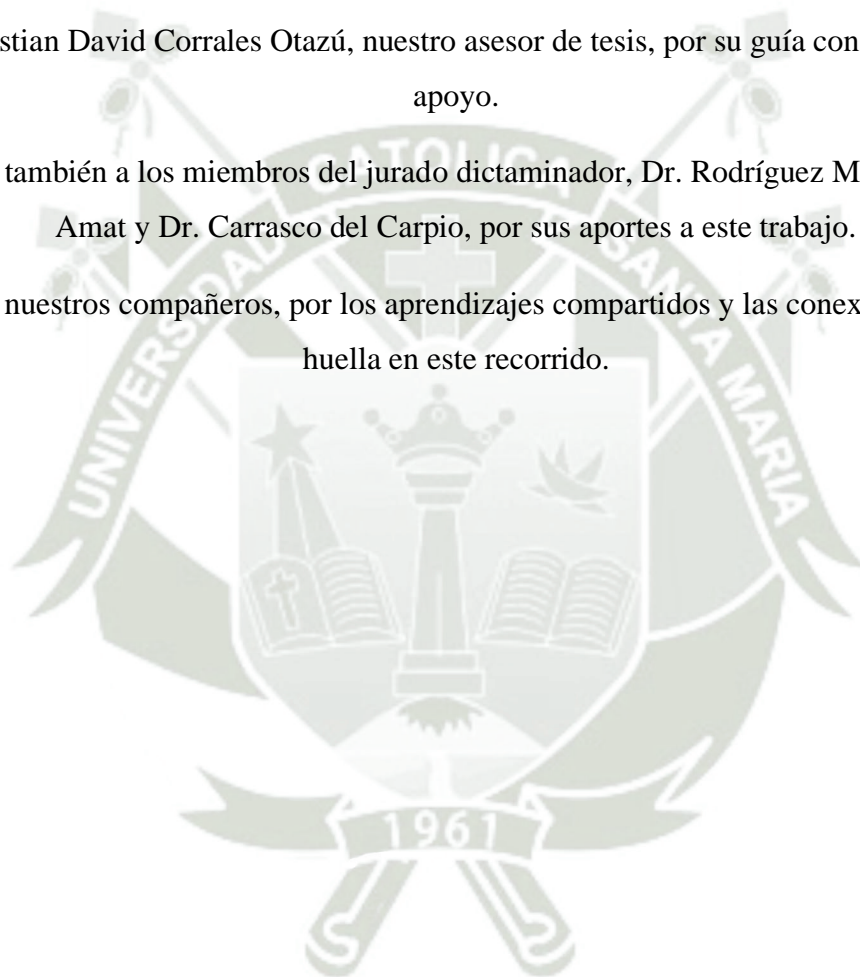 stian David Corrales Otazú, nuestro asesor de tesis, por su guía con
apoyo.
también a los miembros del jurado dictaminador, Dr. Rodríguez M
Amat y Dr. Carrasco del Carpio, por sus aportes a este trabajo.
nuestros compañeros, por los aprendizajes compartidos y las conex
huella en este recorrido.
UNIVERSIDAD CATOLICA SANTA MARIA
1961